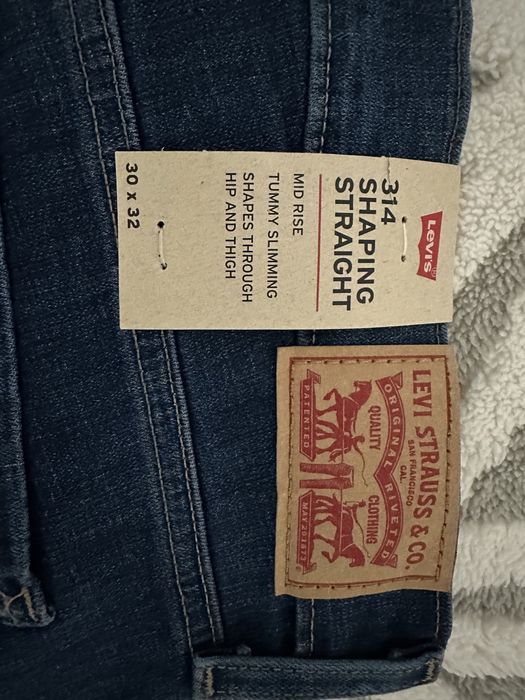 Levi's
314
SHAPING
STRAIGHT
MID RISE
TUMMY SLIMMING
SHAPES THROUGH
HIP AND THIGH
30 x 32
LEVI STRAUSS & CO.
SAN FRANCISCO
CAL.
ORIGINAL RIVETED
QUALITY CLOTHING
PATENTED MAY 20 1873